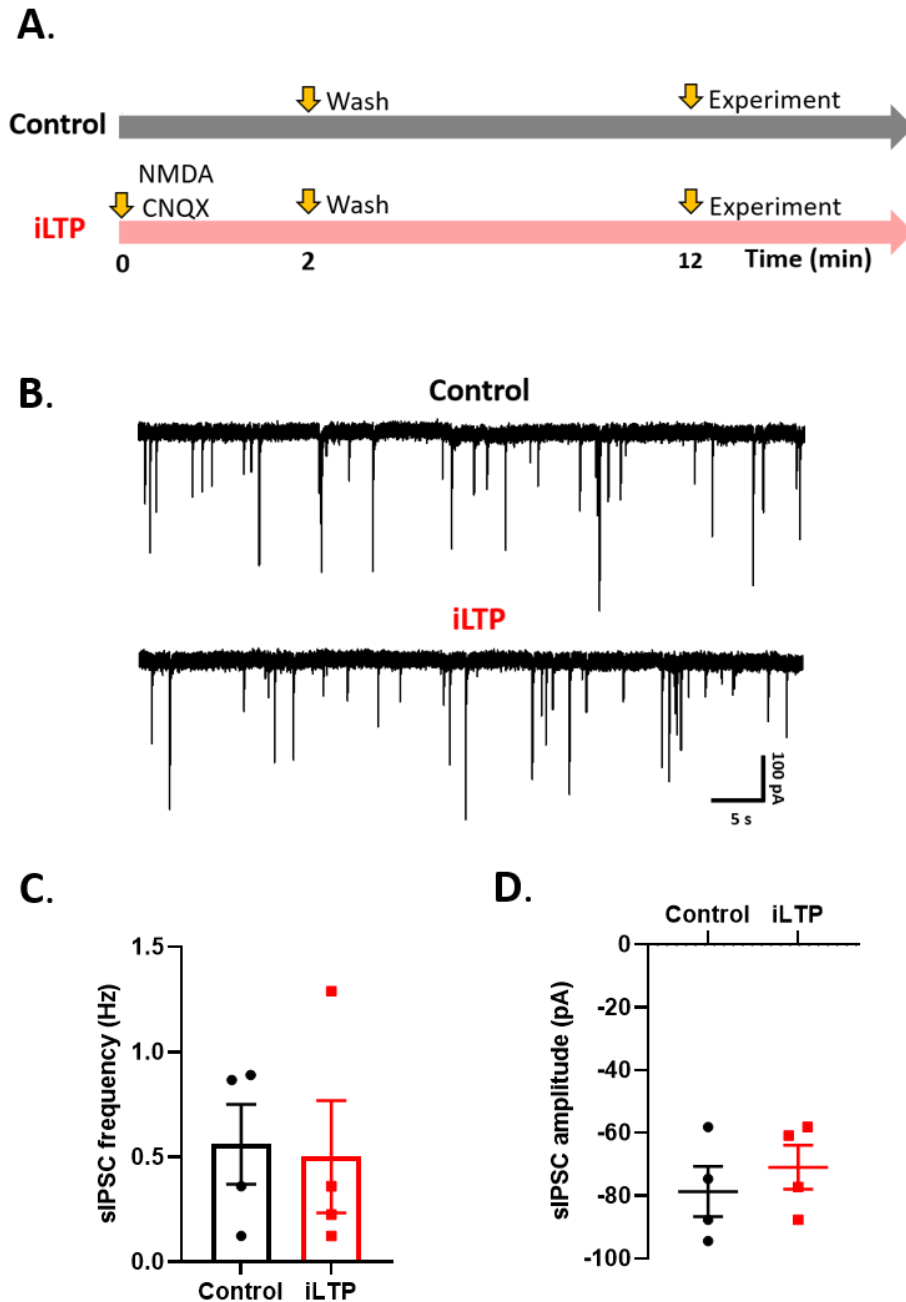 A.
Control
Wash
Experiment
NMDA
CNQX
iLTP
Wash
Experiment
0
2
12
Time (min)
B.
Control
iLTP
100 pA
5 s
C.
sIPSC frequency (Hz)
1.5
1.0
0.5
0.0
Control
iLTP
D.
Control
iLTP
sIPSC amplitude (pA)
0
-20
-40
-60
-80
-100